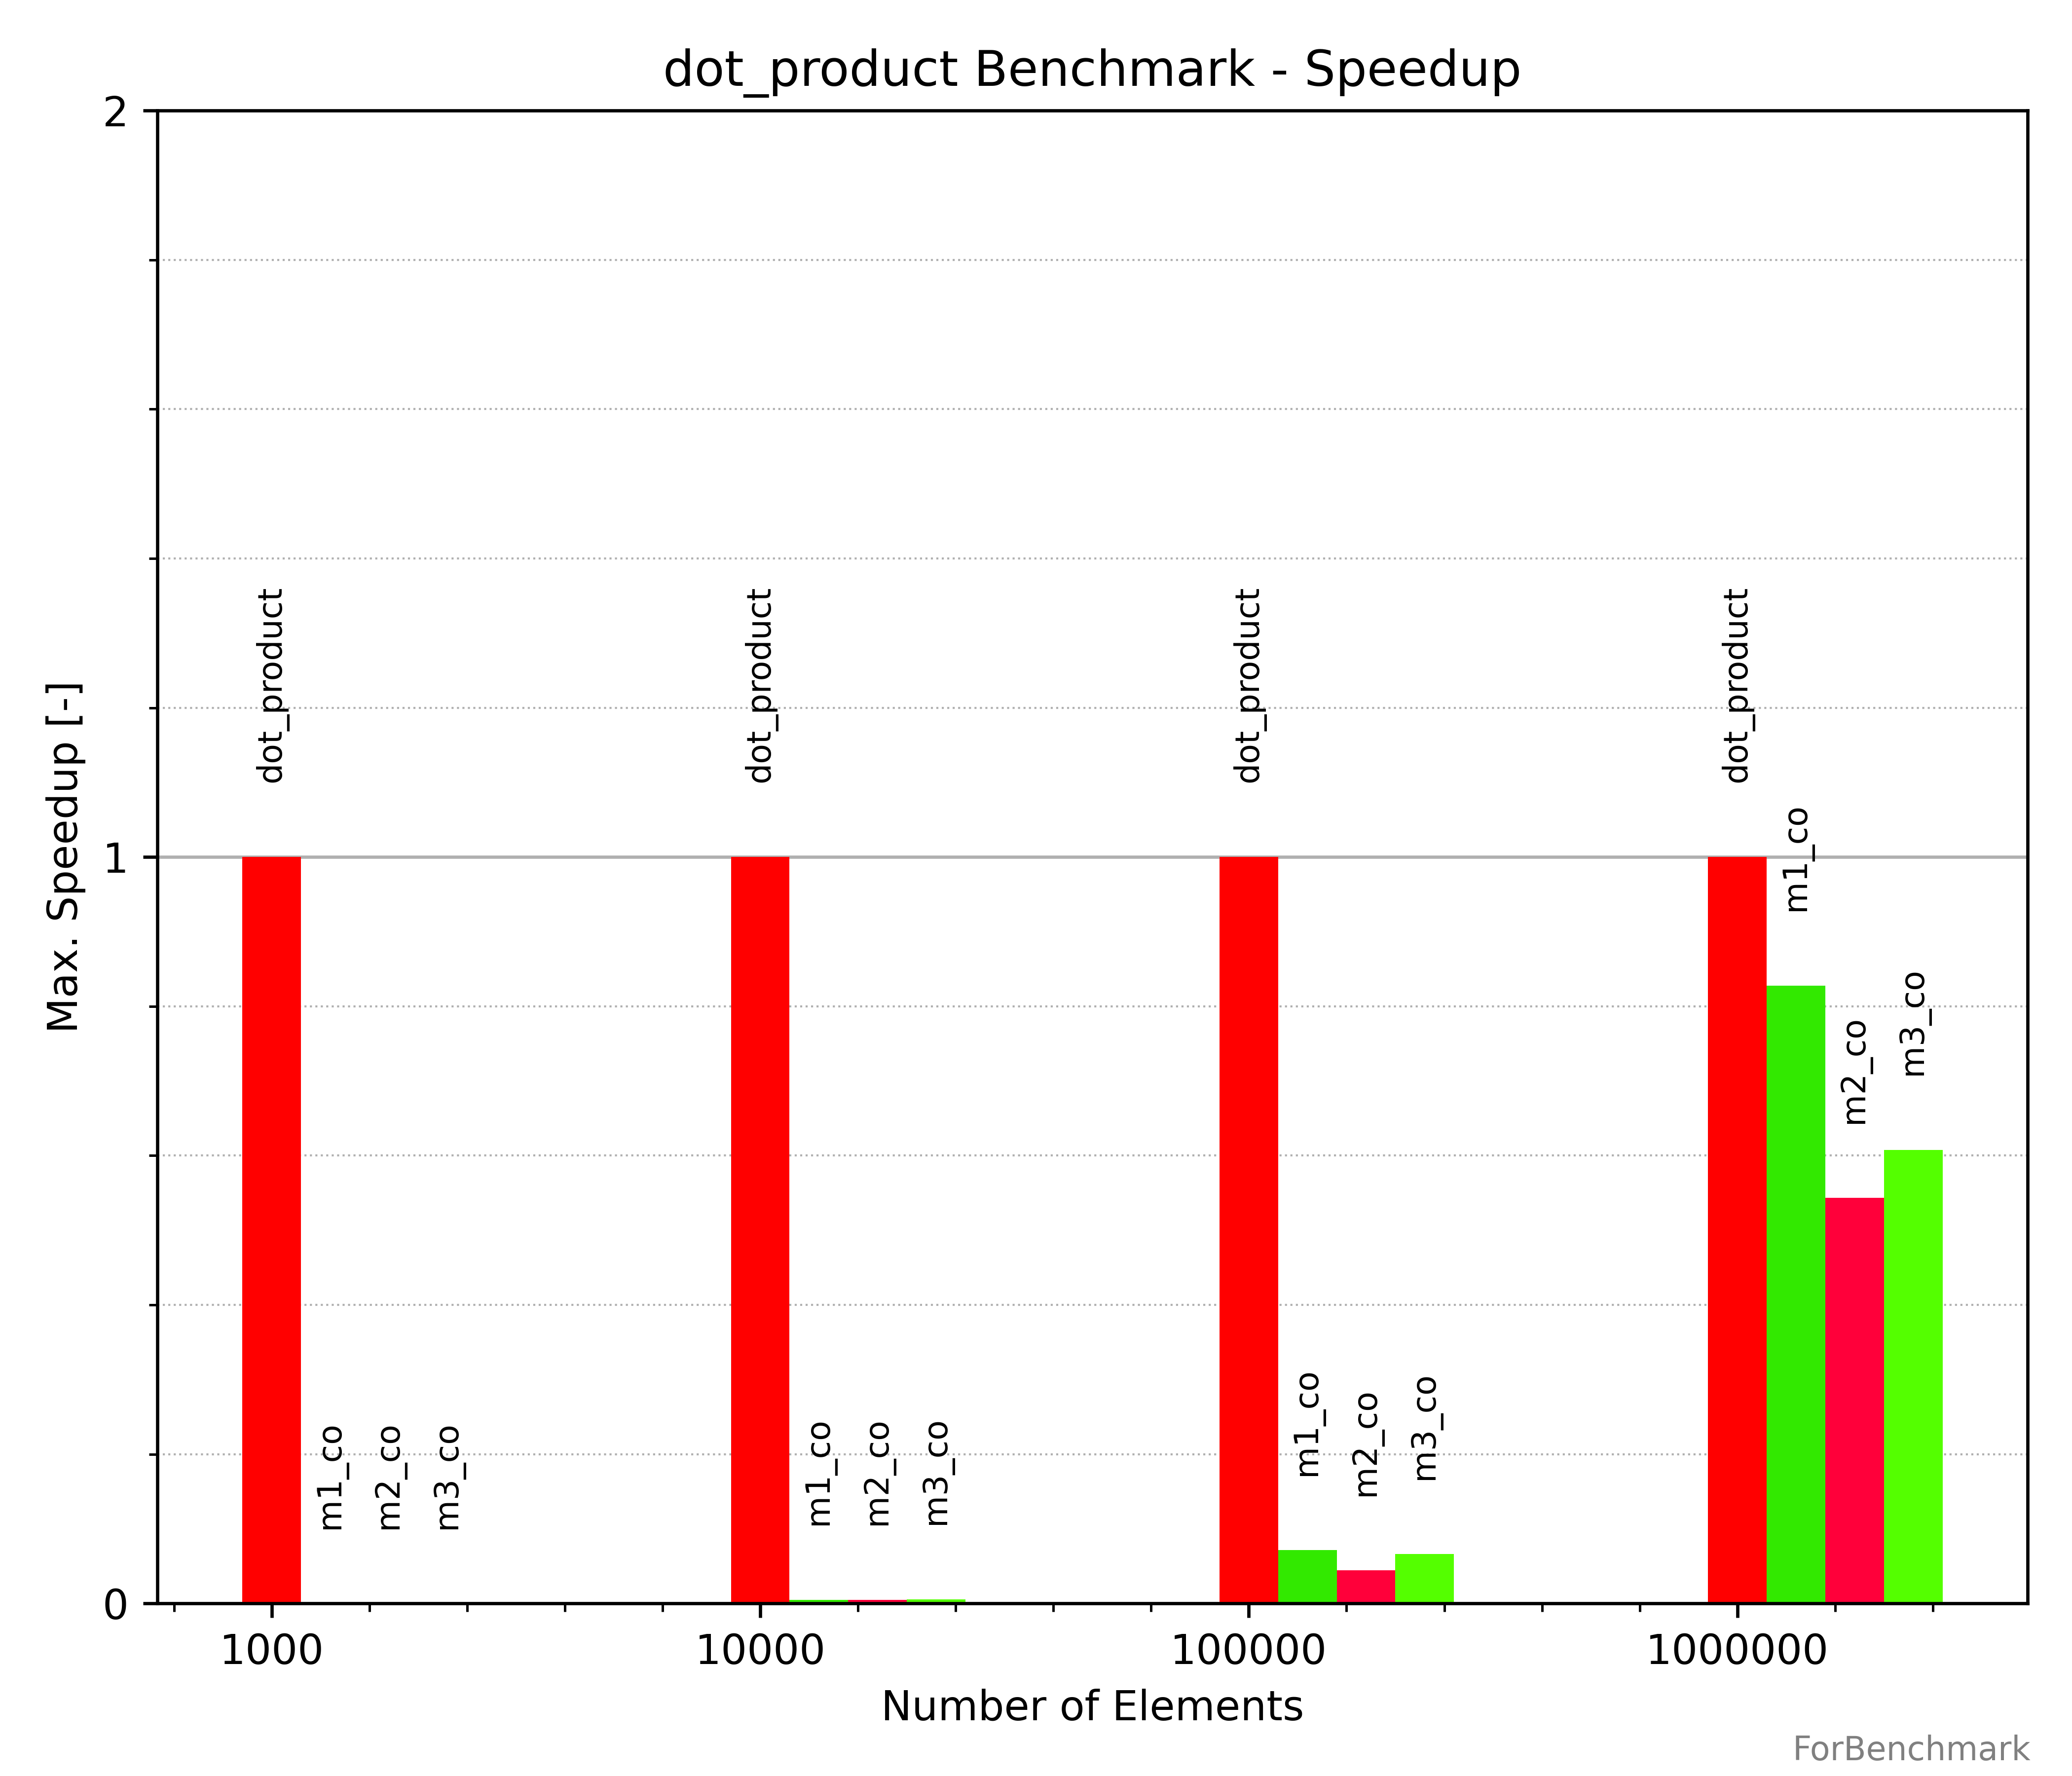 dot_product Benchmark - Speedup
Max. Speedup [-]
2
1
0
dot_product
m1_co
m2_co
m3_co
dot_product
m1_co
m2_co
m3_co
dot_product
m1_co
m2_co
m3_co
dot_product
m1_co
m2_co
m3_co
1000
10000
100000
1000000
Number of Elements
ForBenchmark